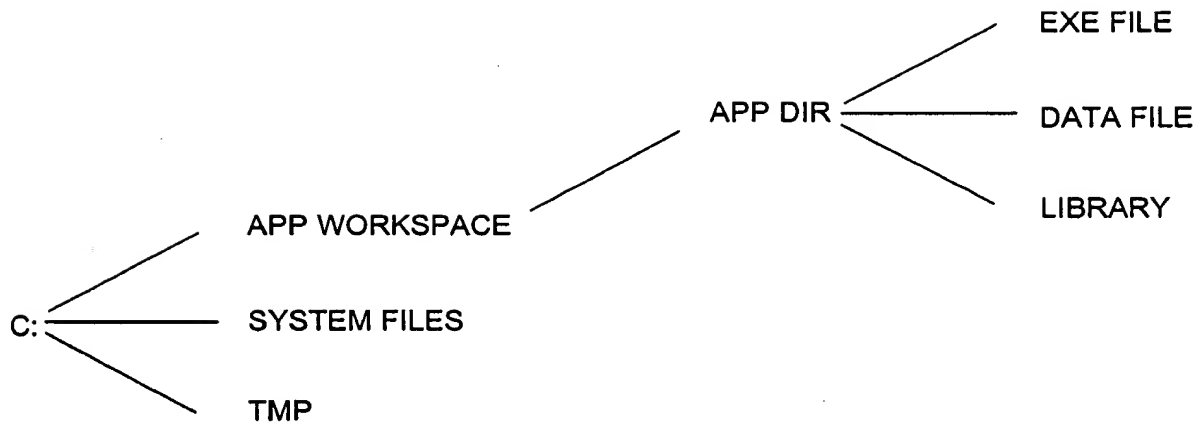 EXE FILE
APP DIR
DATA FILE
LIBRARY
APP WORKSPACE
C:
SYSTEM FILES
TMP